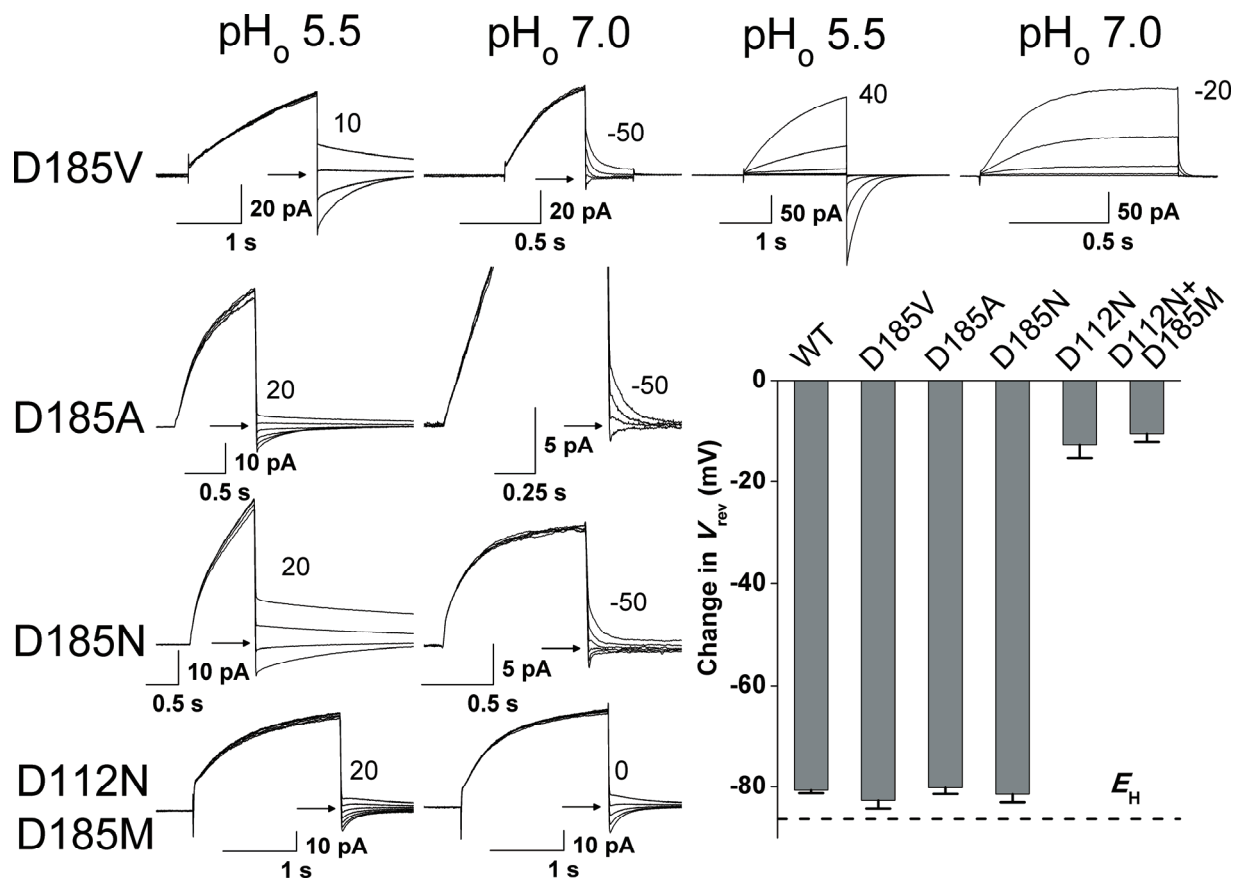 pHo 5.5 pHo 7.0 pHo 5.5 pHo 7.0
D185V
10
-50
40
-20
20 pA
1 s
20 pA
0.5 s
50 pA
1 s
50 pA
0.5 s
D185A
20
-50
10 pA
0.5 s
5 pA
0.25 s
D185N
20
-50
10 pA
0.5 s
5 pA
0.5 s
D112N
D185M
20
0
10 pA
1 s
10 pA
1 s
WT
D185V
D185A
D185N
D112N
D112N+
D185M
Change in Vrev (mV)
0
-20
-40
-60
-80
EH